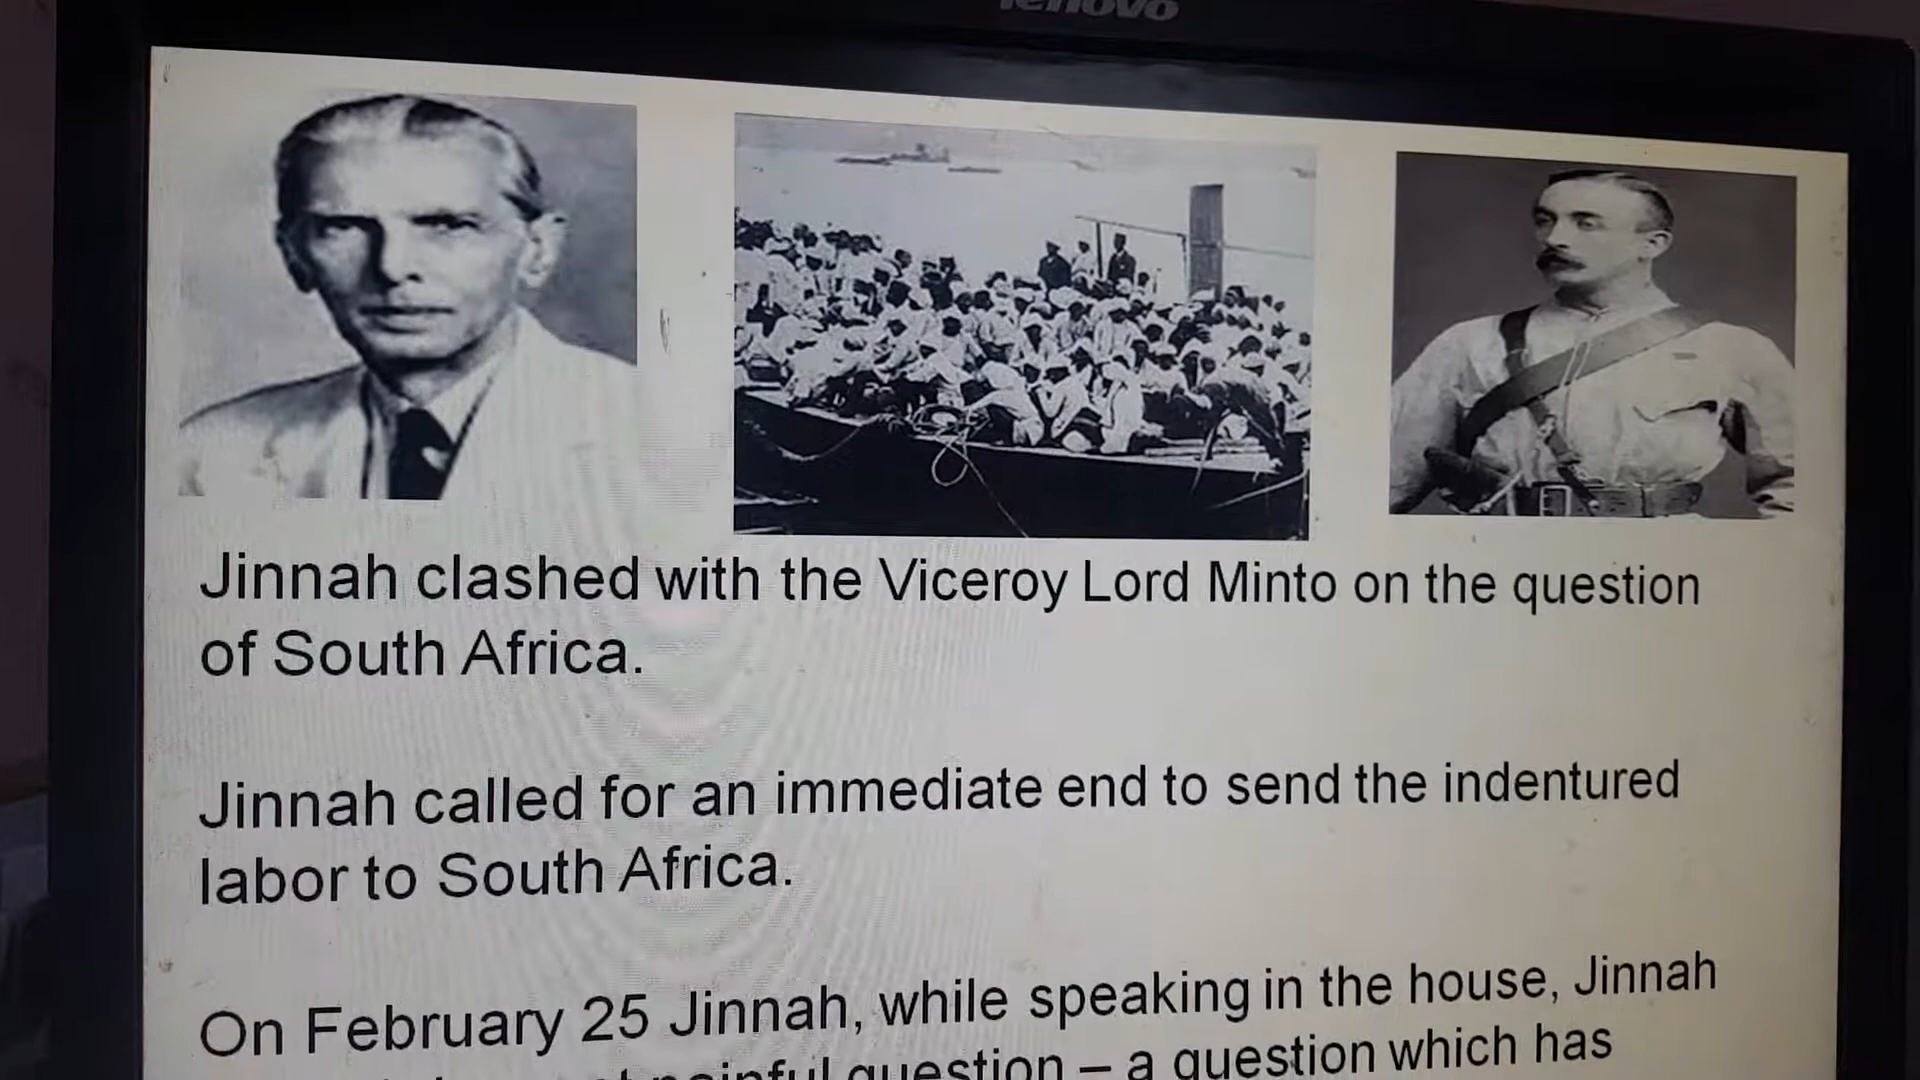 lenovo
Jinnah clashed with the Viceroy Lord Minto on the question
of South Africa.
Jinnah called for an immediate end to send the indentured
labor to South Africa.
On February 25 Jinnah, while speaking in the house, Jinnah
painful question – a question which has